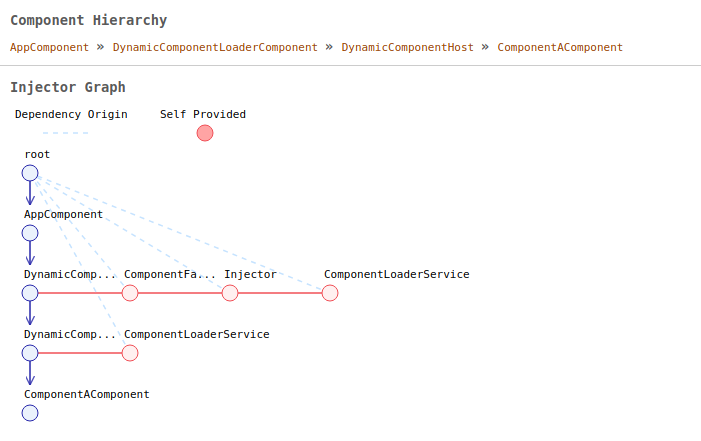 Component Hierarchy
AppComponent » DynamicComponentLoaderComponent » DynamicComponentHost » ComponentAComponent
Injector Graph
Dependency Origin Self Provided
root
AppComponent
DynamicComp... ComponentFa... Injector ComponentLoaderService
DynamicComp... ComponentLoaderService
ComponentAComponent